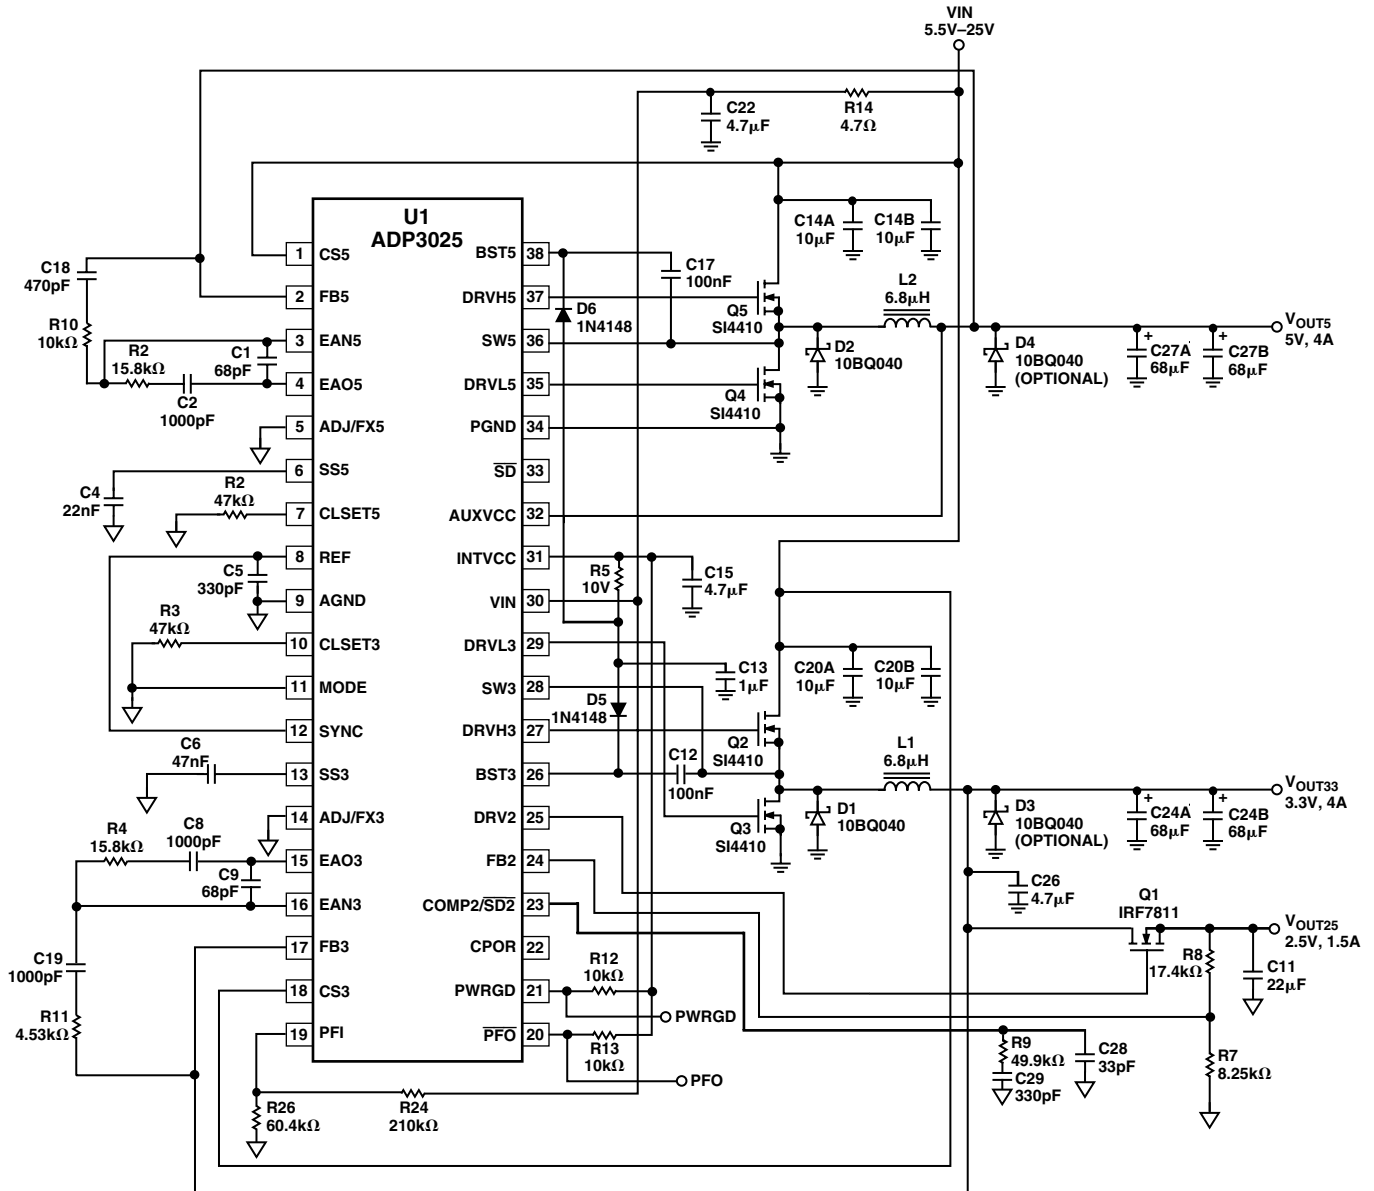 VIN
5.5V–25V
C22
4.7μF
R14
4.7Ω
U1
ADP3025
C14A
10μF
C14B
10μF
C18
470pF
R10
10kΩ
R2
15.8kΩ
C1
68pF
C2
1000pF
C4
22nF
R2
47kΩ
C5
330pF
R3
47kΩ
C6
47nF
R4
15.8kΩ
C8
1000pF
C9
68pF
C19
1000pF
R11
4.53kΩ
R26
60.4kΩ
R24
210kΩ
1 CS5
2 FB5
3 EAN5
4 EAO5
5 ADJ/FX5
6 SS5
7 CLSET5
8 REF
9 AGND
10 CLSET3
11 MODE
12 SYNC
13 SS3
14 ADJ/FX3
15 EAO3
16 EAN3
17 FB3
18 CS3
19 PFI
BST5 38
DRVH5 37
SW5 36
DRVL5 35
PGND 34
SD 33
AUXVCC 32
INTVCC 31
VIN 30
DRVL3 29
SW3 28
DRVH3 27
BST3 26
DRV2 25
FB2 24
COMP2/SD2 23
CPOR 22
PWRGD 21
PFO 20
D6
1N4148
C17
100nF
Q5
SI4410
Q4
SI4410
D2
10BQ040
L2
6.8μH
D4
10BQ040
(OPTIONAL)
C27A
68μF
+
C27B
68μF
+
VOUT5
5V, 4A
R5
10V
C15
4.7μF
C13
1μF
D5
1N4148
C12
100nF
C20A
10μF
C20B
10μF
Q2
SI4410
Q3
SI4410
D1
10BQ040
L1
6.8μH
D3
10BQ040
(OPTIONAL)
C24A
68μF
+
C24B
68μF
+
VOUT33
3.3V, 4A
C26
4.7μF
Q1
IRF7811
VOUT25
2.5V, 1.5A
R8
17.4kΩ
C11
22μF
R12
10kΩ
PWRGD
R13
10kΩ
PFO
R9
49.9kΩ
C29
330pF
C28
33pF
R7
8.25kΩ